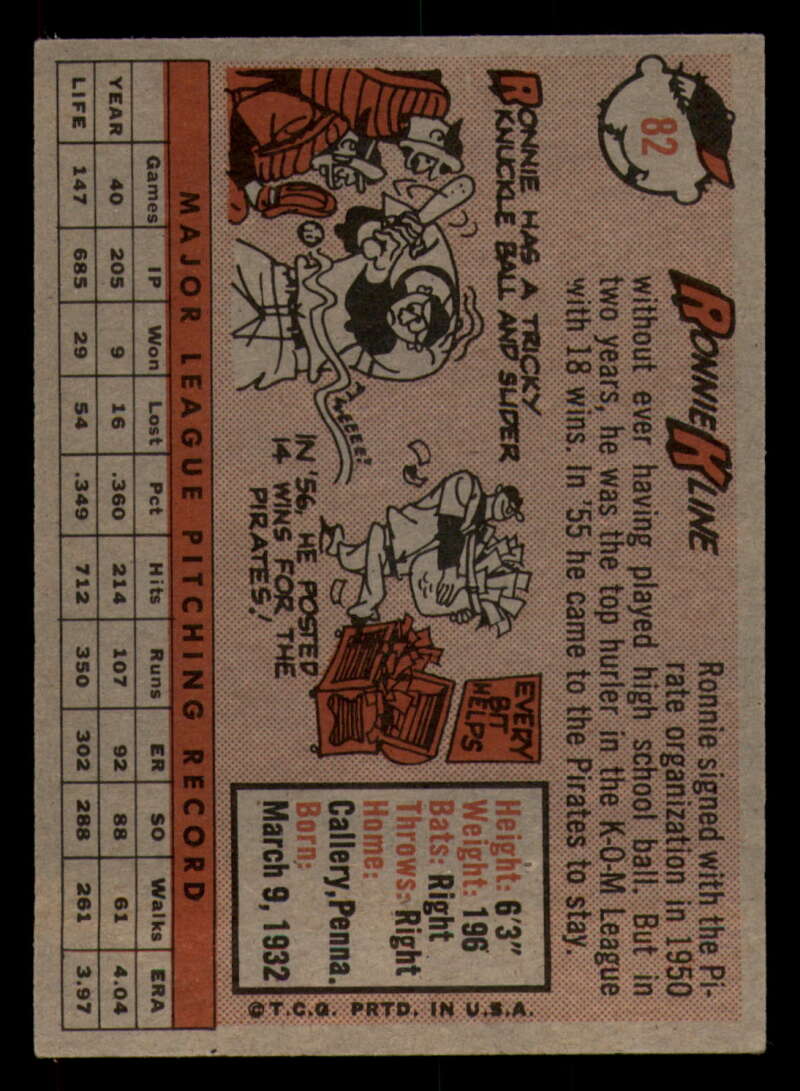 82
RONNIE KLINE
Ronnie signed with the Pi-
rate organization in 1950
without ever having played high school ball. But in
two years, he was the top hurler in the K-O-M League
with 18 wins. In '55 he came to the Pirates to stay.
RONNIE HAS A TRICKY
KNUCKLE BALL AND SLIDER
WHEEEE?
IN '56, HE POSTED
14 WINS FOR THE
PIRATES!
EVERY
BIT
HELPS
Height: 6'3"
Weight: 196
Bats: Right
Throws: Right
Home:
Callery, Penna.
Born:
March 9, 1932
©T.C.G. PRTD. IN U.S.A.
MAJOR LEAGUE PITCHING RECORD
Games IP Won Lost Pct Hits Runs ER SO Walks ERA
YEAR 40 205 9 16 .360 214 107 92 88 61 4.04
LIFE 147 685 29 54 .349 712 350 302 288 261 3.97